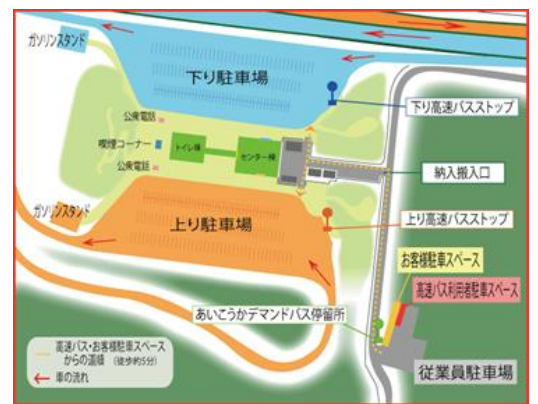 ガソリンスタンド
下り駐車場
公衆電話
下り高速バスストップ
喫煙コーナー
トイレ棟
センター棟
公衆電話
納入搬入口
ガソリンスタンド
上り駐車場
上り高速バスストップ
お客様駐車スペース
高速バス利用者駐車スペース
あいこうかデマンドバス停留所
高速バス・お客様駐車スペース
からの道順 (徒歩約5分)
車の流れ
従業員駐車場